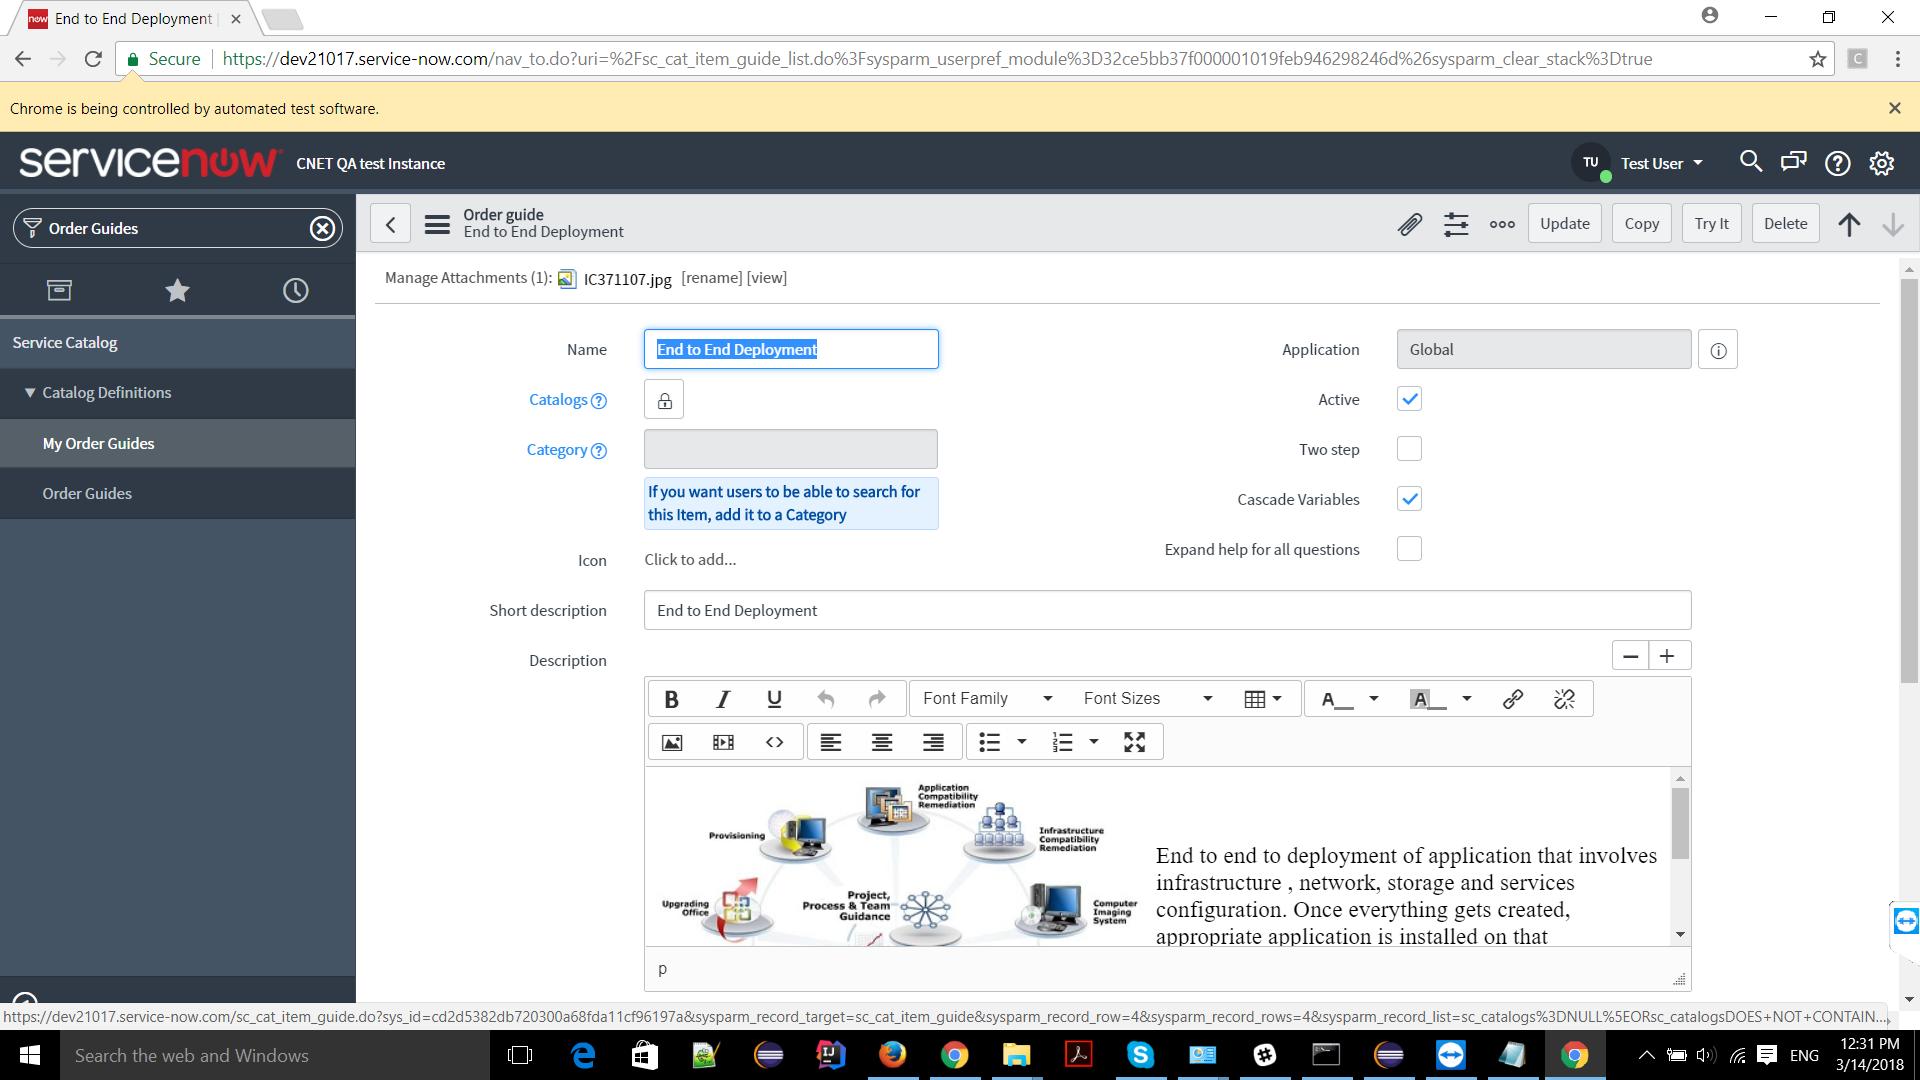 End to End Deployment
Secure
https://dev21017.service-now.com/nav_to.do?uri=%2Fsc_cat_item_guide_list.do%3Fsysparm_userpref_module%3D32ce5bb37f000001019feb946298246d%26sysparm_clear_stack%3Dtrue
Chrome is being controlled by automated test software.
servicenow
CNET QA test Instance
TU
Test User
Order Guides
Order guide
End to End Deployment
Update
Copy
Try It
Delete
Service Catalog
Catalog Definitions
My Order Guides
Order Guides
Manage Attachments (1):
IC371107.jpg
[rename] [view]
Name
End to End Deployment
Application
Global
Catalogs
Active
Category
Two step
If you want users to be able to search for
this Item, add it to a Category
Cascade Variables
Icon
Click to add...
Expand help for all questions
Short description
End to End Deployment
Description
B I U
Font Family
Font Sizes
A
A
Application
Compatibility
Remediation
Provisioning
Infrastructure
Compatibility
Remediation
Upgrading
Office
Project,
Process & Team
Guidance
Computer
Imaging
System
End to end to deployment of application that involves
infrastructure , network, storage and services
configuration. Once everything gets created,
appropriate application is installed on that
p
https://dev21017.service-now.com/sc_cat_item_guide.do?sys_id=cd2d5382db720300a68fda11cf96197a&sysparm_record_target=sc_cat_item_guide&sysparm_record_row=4&sysparm_record_rows=4&sysparm_record_list=sc_catalogs%3DNULL%5EORsc_catalogsDOES+NOT+CONTAIN...
Search the web and Windows
ENG
12:31 PM
3/14/2018